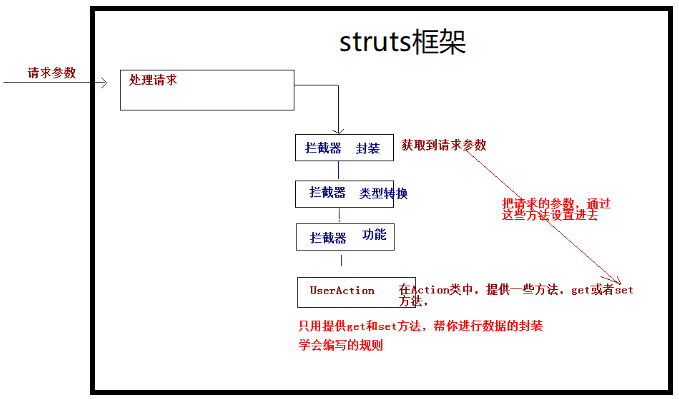 struts框架
请求参数
处理请求
拦截器 封装
获取到请求参数
拦截器 类型转换
把请求的参数，通过
这些方法设置进去
拦截器 功能
UserAction
在Action类中，提供一些方法，get或者set
方法，
只用提供get和set方法，帮你进行数据的封装
学会编写的规则